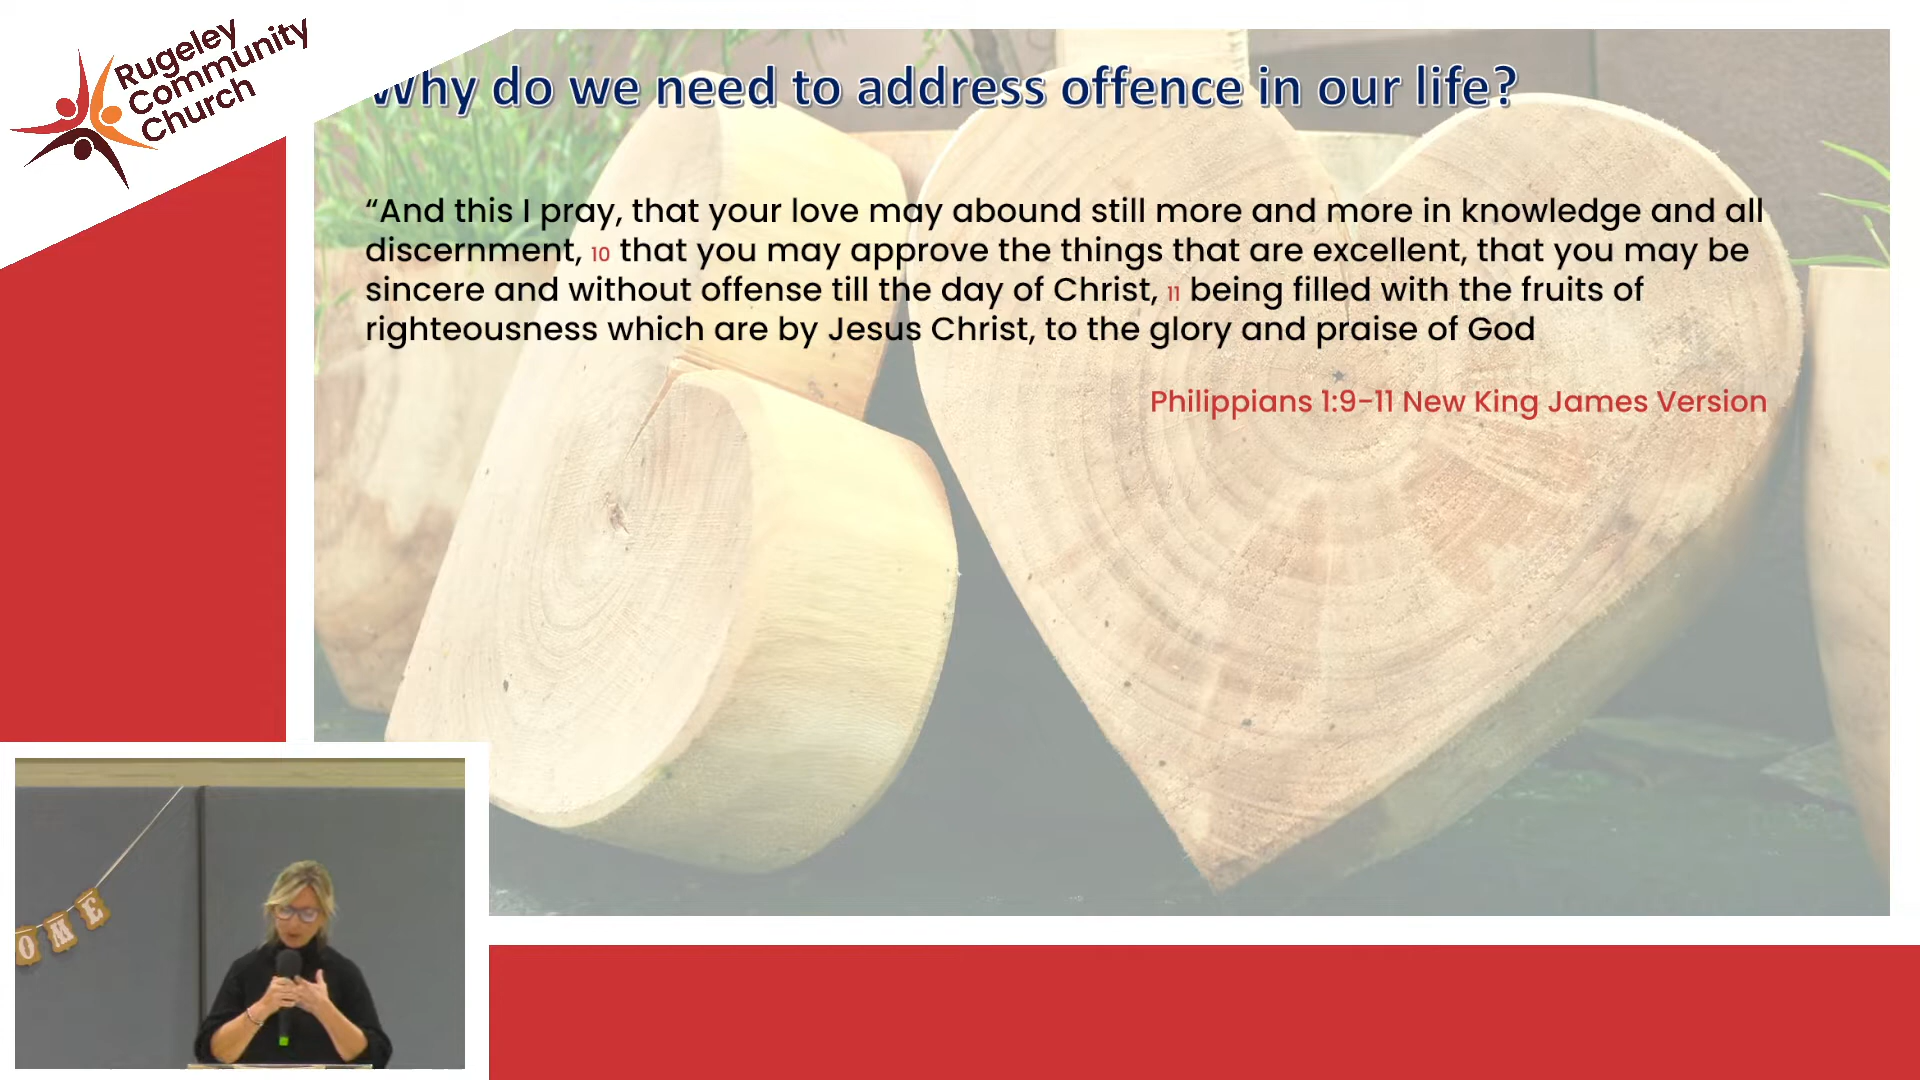 Rugeley
Community
Church
Why do we need to address offence in our life?
“And this I pray, that your love may abound still more and more in knowledge and all
discernment, 10 that you may approve the things that are excellent, that you may be
sincere and without offense till the day of Christ, 11 being filled with the fruits of
righteousness which are by Jesus Christ, to the glory and praise of God
Philippians 1:9-11 New King James Version
OME